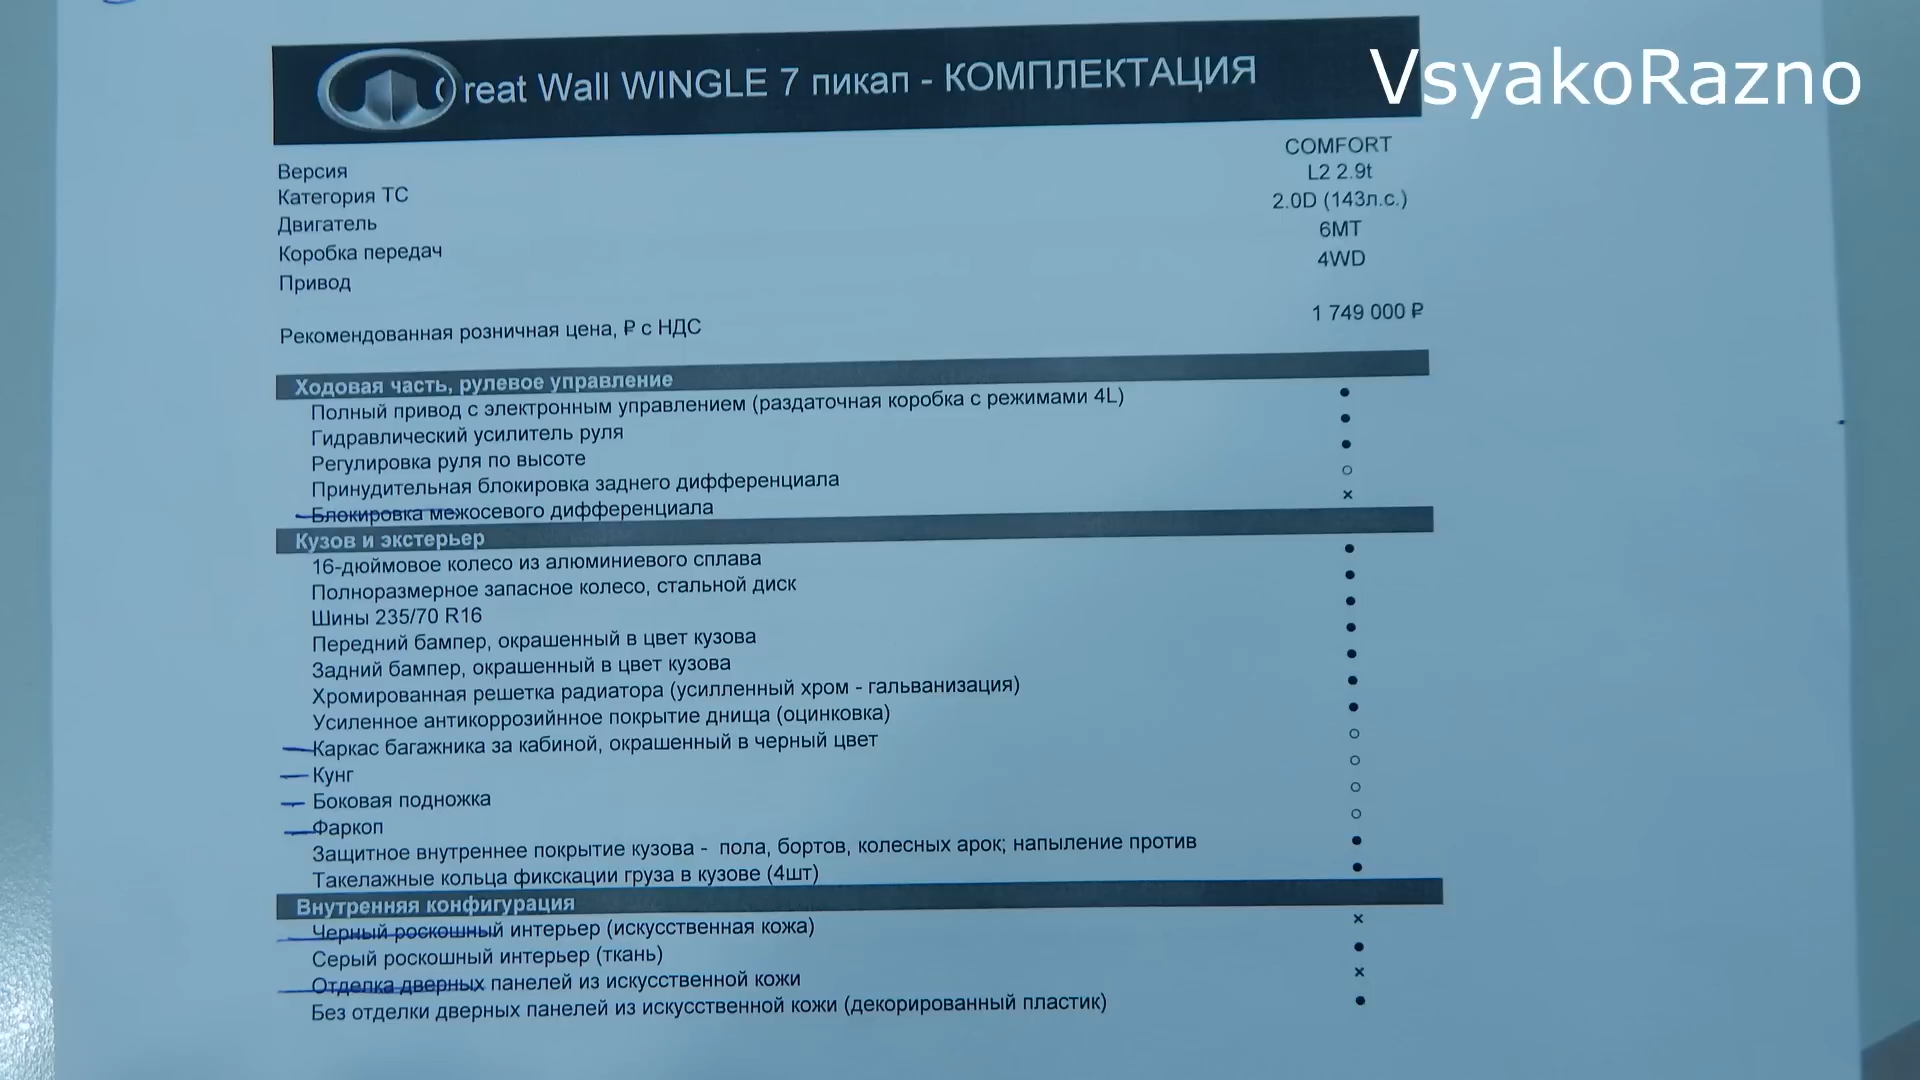 Great Wall WINGLE 7 пикап - КОМПЛЕКТАЦИЯ
VsyakoRazno
Версия COMFORT
Категория ТС L2 2.9t
Двигатель 2.0D (143л.с.)
Коробка передач 6MT
Привод 4WD
Рекомендованная розничная цена, ₽ с НДС 1 749 000 ₽
Ходовая часть, рулевое управление
Полный привод с электронным управлением (раздаточная коробка с режимами 4L) ●
Гидравлический усилитель руля ●
Регулировка руля по высоте ●
Принудительная блокировка заднего дифференциала ○
Блокировка межосевого дифференциала ×
Кузов и экстерьер
16-дюймовое колесо из алюминиевого сплава ●
Полноразмерное запасное колесо, стальной диск ●
Шины 235/70 R16 ●
Передний бампер, окрашенный в цвет кузова ●
Задний бампер, окрашенный в цвет кузова ●
Хромированная решетка радиатора (усилленный хром - гальванизация) ●
Усиленное антикоррозийнное покрытие днища (оцинковка) ●
Каркас багажника за кабиной, окрашенный в черный цвет ○
Кунг ○
Боковая подножка ○
Фаркоп ○
Защитное внутреннее покрытие кузова - пола, бортов, колесных арок; напыление против ●
Такелажные кольца фикскации груза в кузове (4шт) ●
Внутренняя конфигурация
Черный роскошный интерьер (искусственная кожа) ×
Серый роскошный интерьер (ткань) ●
Отделка дверных панелей из искусственной кожи ×
Без отделки дверных панелей из искусственной кожи (декорированный пластик) ●